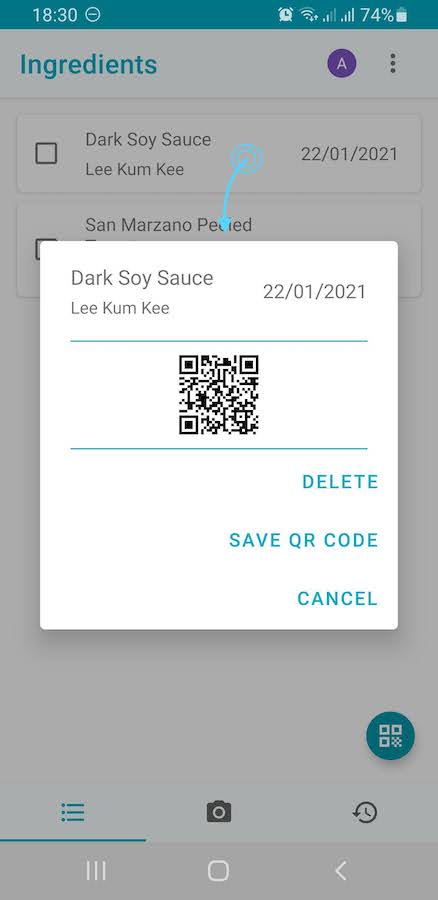 18:30 74%
Ingredients
A
Dark Soy Sauce
Lee Kum Kee
22/01/2021
San Marzano Peeled
Dark Soy Sauce
Lee Kum Kee
22/01/2021
DELETE
SAVE QR CODE
CANCEL